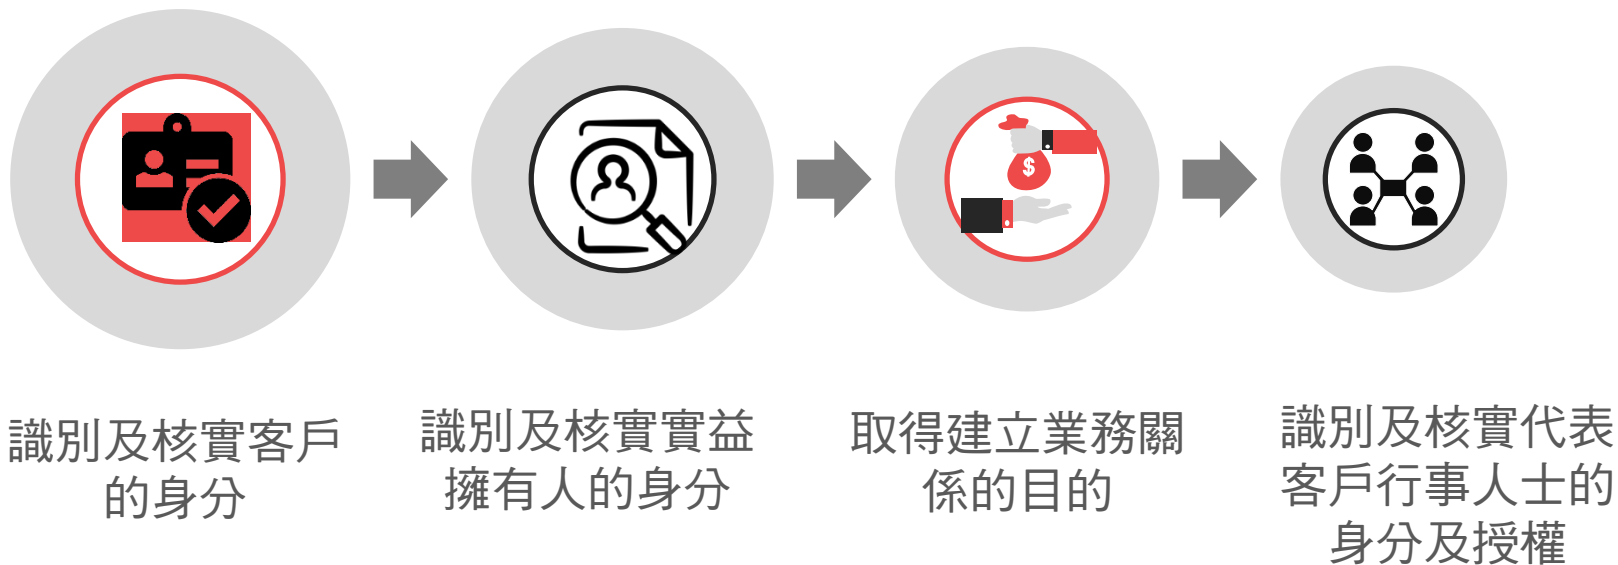 識別及核實客戶
的身分
識別及核實實益
擁有人的身分
$
取得建立業務關
係的目的
識別及核實代表
客戶行事人士的
身分及授權